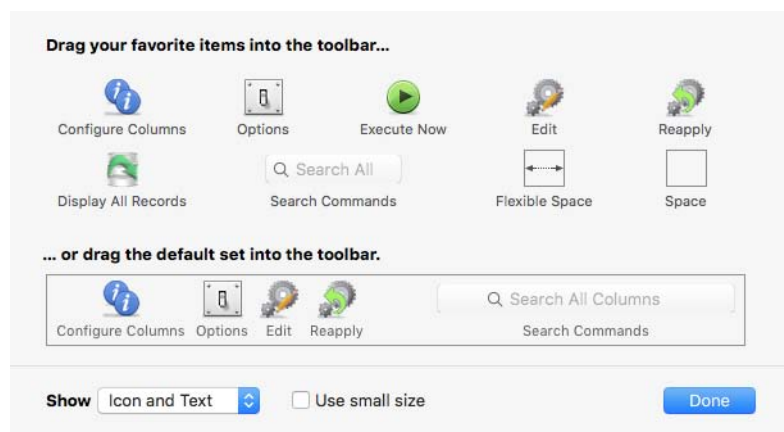 Drag your favorite items into the toolbar...
Configure Columns Options Execute Now Edit Reapply
Search All
Display All Records Search Commands Flexible Space Space
... or drag the default set into the toolbar.
Search All Columns
Configure Columns Options Edit Reapply Search Commands
Show Icon and Text Use small size Done